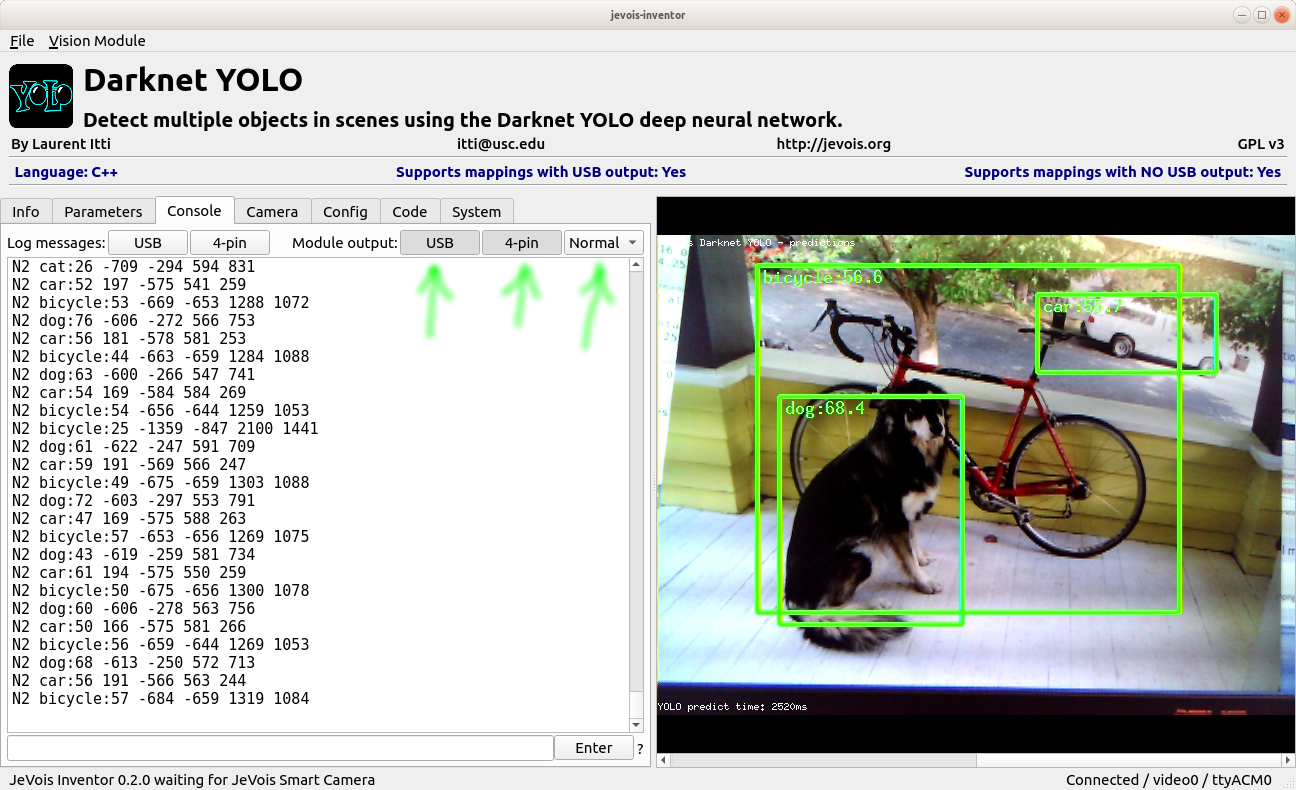 jevois-inventor
File Vision Module
YOLO
Darknet YOLO
Detect multiple objects in scenes using the Darknet YOLO deep neural network.
By Laurent Itti itti@usc.edu http://jevois.org GPL v3
Language: C++ Supports mappings with USB output: Yes Supports mappings with NO USB output: Yes
Info Parameters Console Camera Config Code System
Log messages: USB 4-pin Module output: USB 4-pin Normal
N2 cat:26 -709 -294 594 831
N2 car:52 197 -575 541 259
N2 bicycle:53 -669 -653 1288 1072
N2 dog:76 -606 -272 566 753
N2 car:56 181 -578 581 253
N2 bicycle:44 -663 -659 1284 1088
N2 dog:63 -600 -266 547 741
N2 car:54 169 -584 584 269
N2 bicycle:54 -656 -644 1259 1053
N2 bicycle:25 -1359 -847 2100 1441
N2 dog:61 -622 -247 591 709
N2 car:59 191 -569 566 247
N2 bicycle:49 -675 -659 1303 1088
N2 dog:72 -603 -297 553 791
N2 car:47 169 -575 588 263
N2 bicycle:57 -653 -656 1269 1075
N2 dog:43 -619 -259 581 734
N2 car:61 194 -575 550 259
N2 bicycle:50 -675 -656 1300 1078
N2 dog:60 -606 -278 563 756
N2 car:50 166 -575 581 266
N2 bicycle:56 -659 -644 1269 1053
N2 dog:68 -613 -250 572 713
N2 car:56 191 -566 563 244
N2 bicycle:57 -684 -659 1319 1084
Enter ?
Darknet YOLO - predictions
bicycle:56.6
dog:68.4
YOLO predict time: 2520ms
JeVois Inventor 0.2.0 waiting for JeVois Smart Camera Connected / video0 / ttyACM0